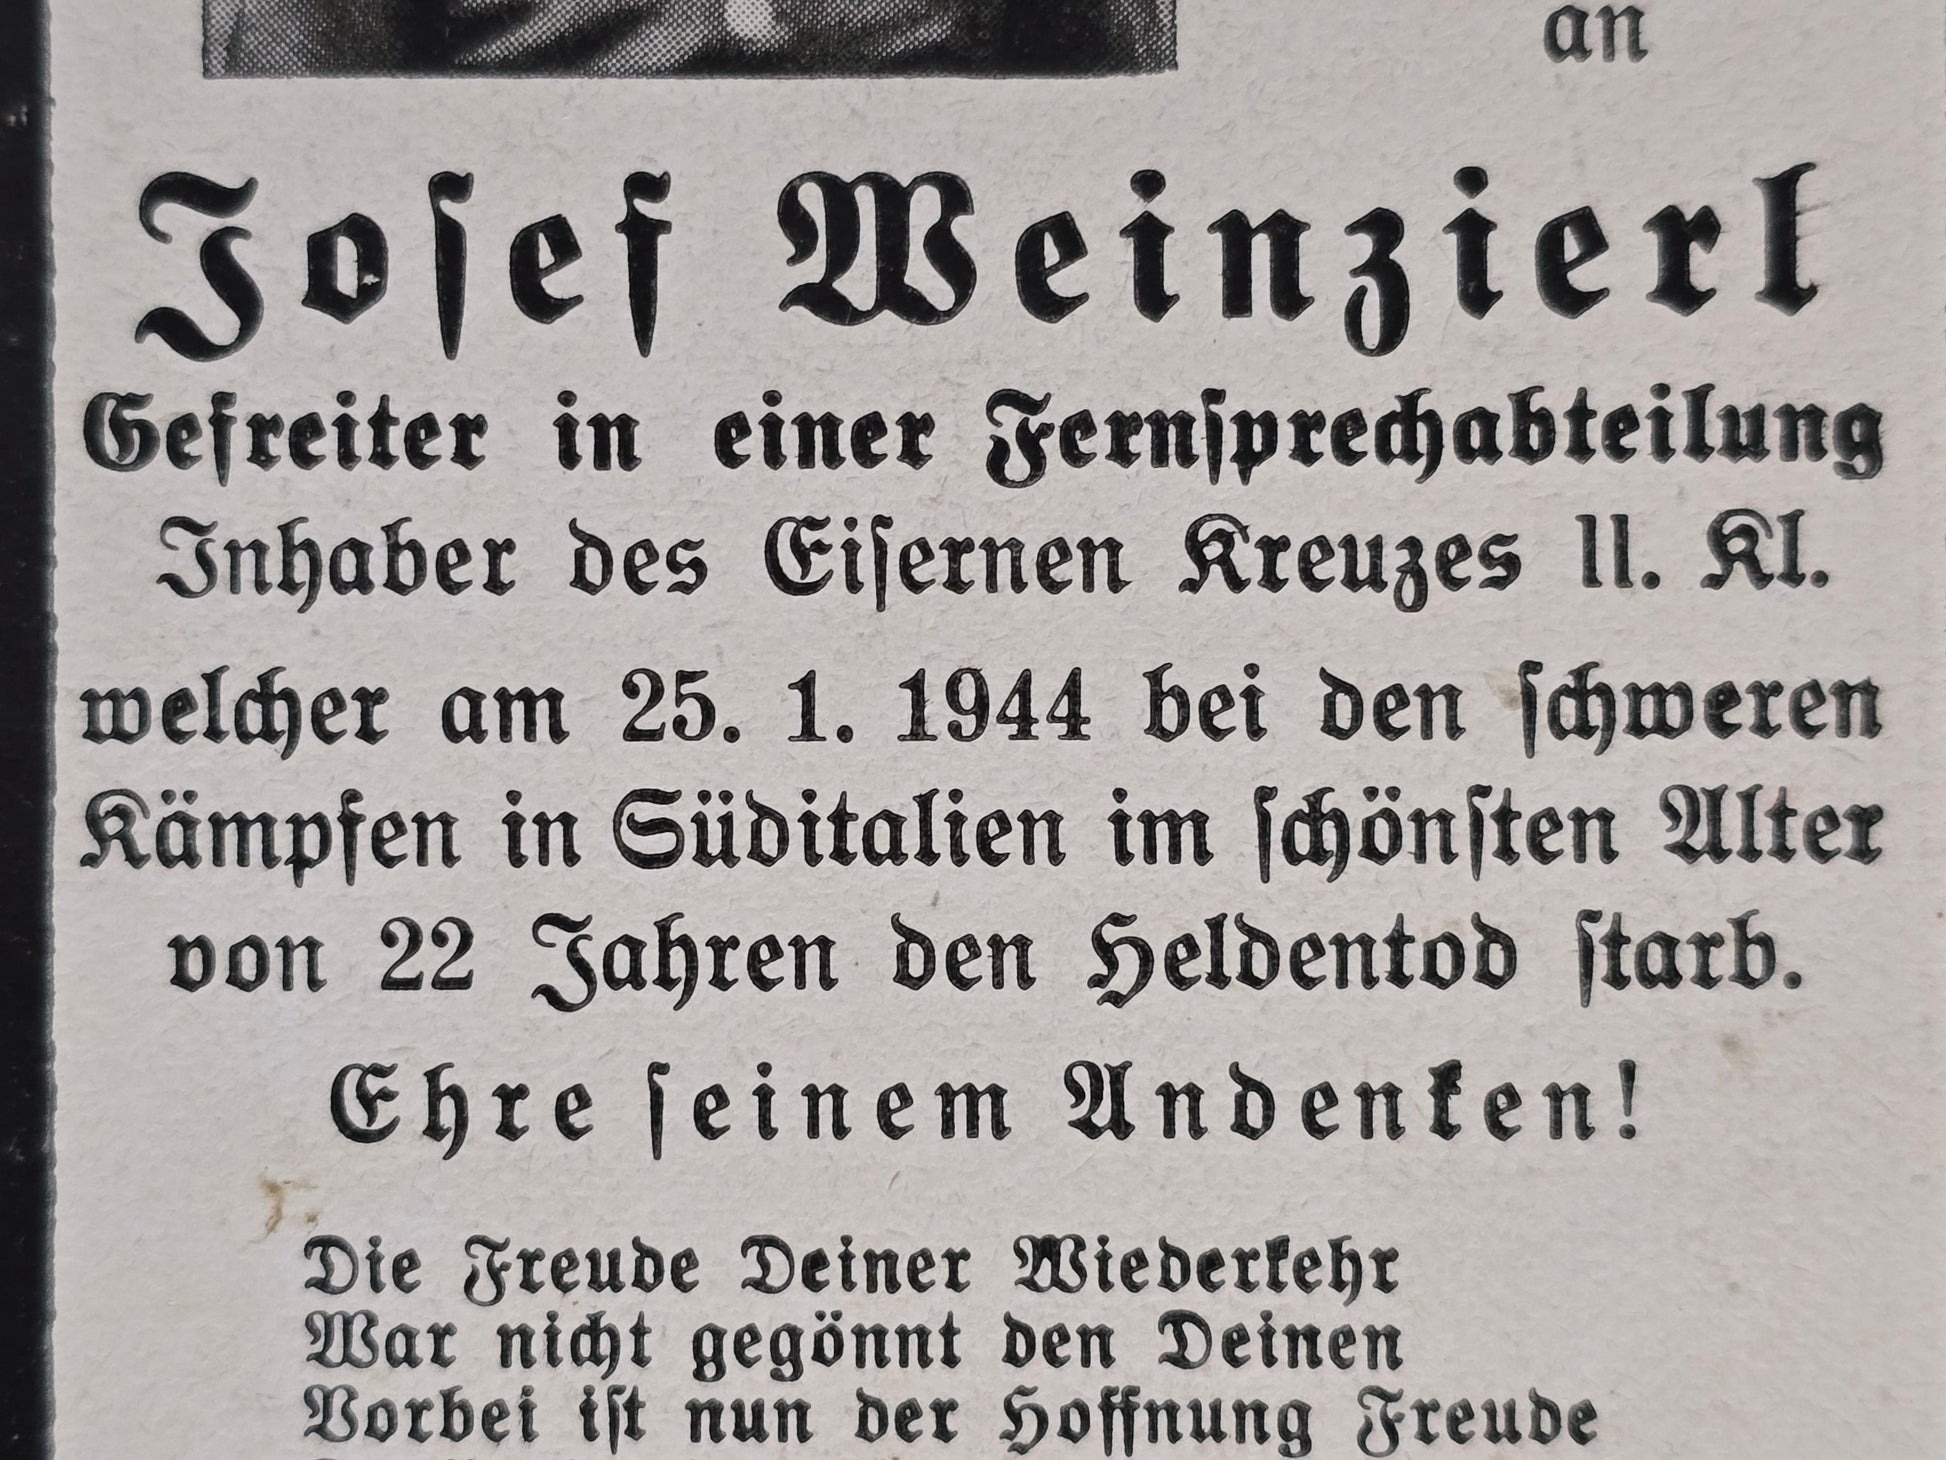 an
Josef Weinzierl
Gefreiter in einer Fernsprechabteilung
Inhaber des Eisernen Kreuzes II. Kl.
welcher am 25. 1. 1944 bei den schweren
Kämpfen in Süditalien im schönsten Alter
von 22 Jahren den Heldentod starb.
Ehre seinem Andenken!
Die Freude Deiner Wiederkehr
War nicht gegönnt den Deinen
Vorbei ist nun der Hoffnung Freude